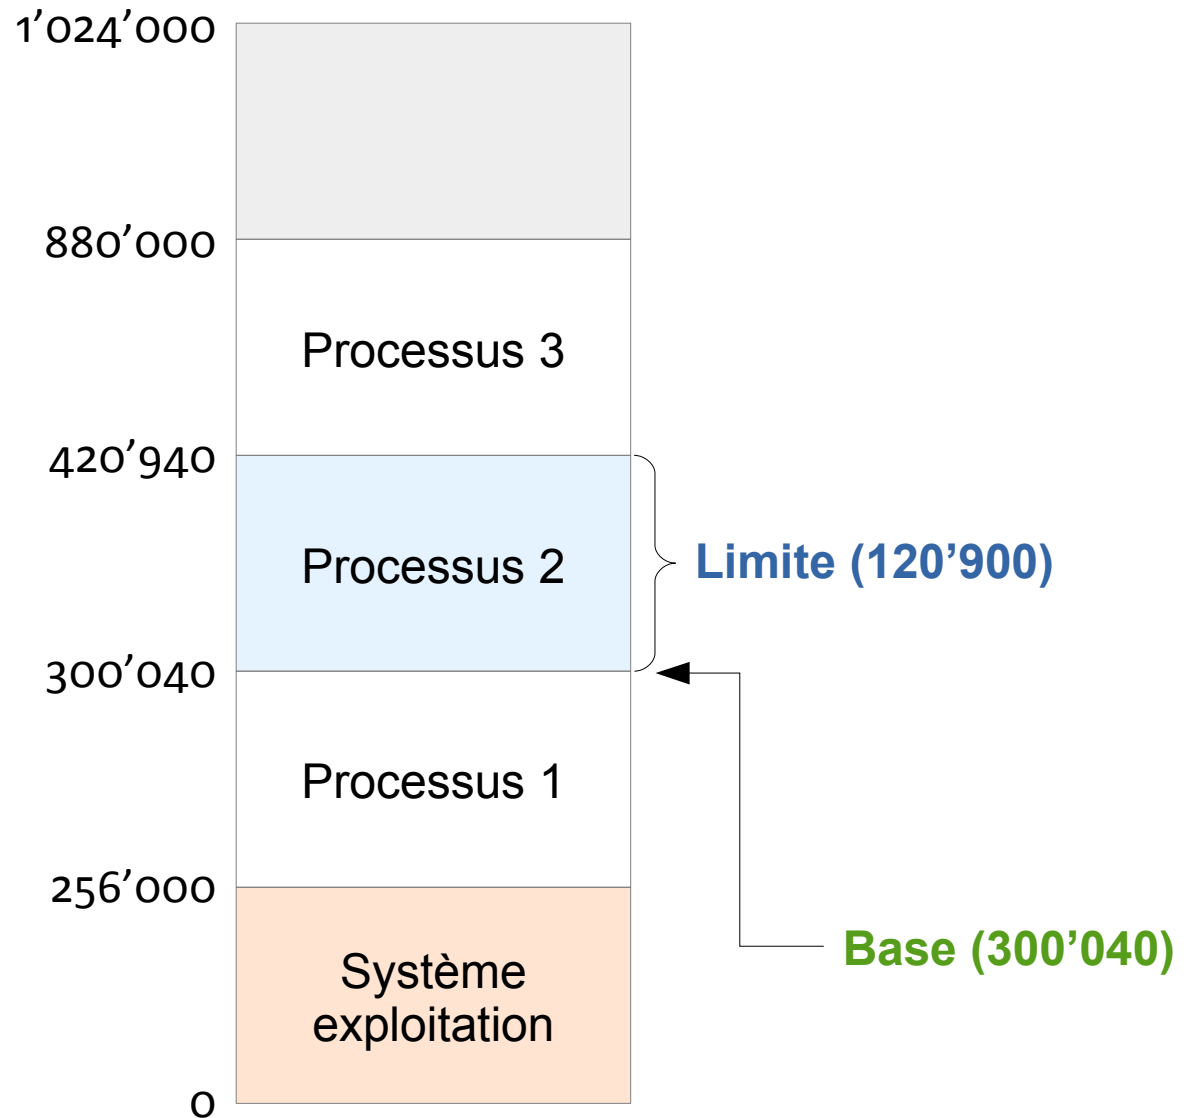 1’024’000
880’000
Processus 3
420’940
Processus 2
Limite (120’900)
300’040
Processus 1
256’000
Base (300’040)
Système
exploitation
0